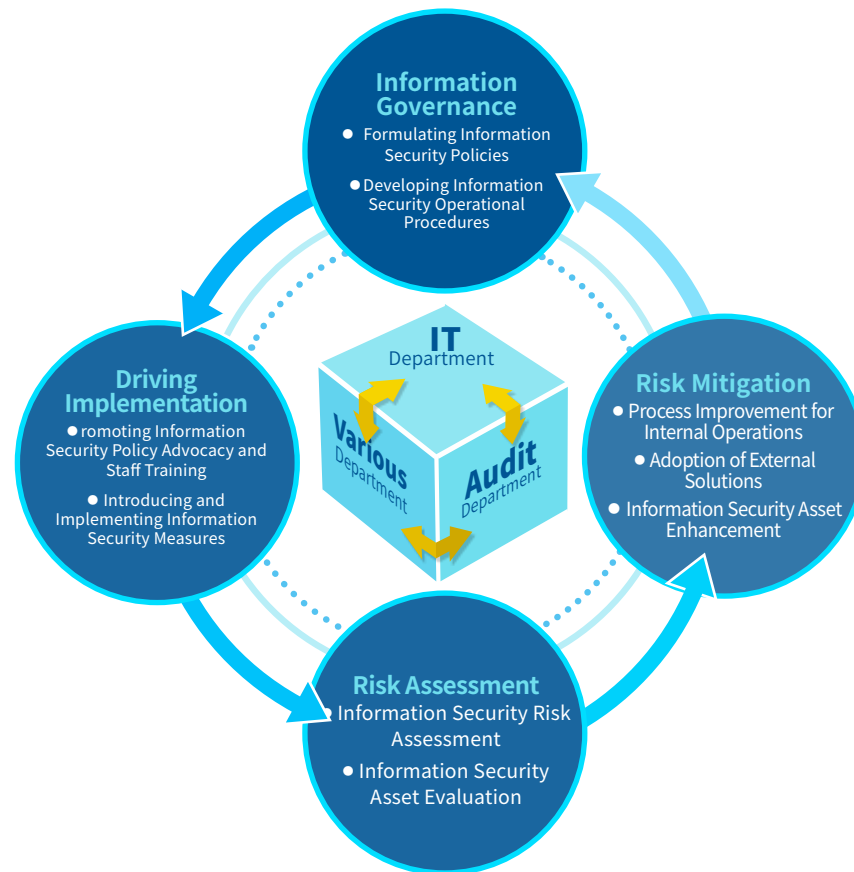 Information
Governance
● Formulating Information
Security Policies
● Developing Information
Security Operational
Procedures
Driving
Implementation
● romoting Information
Security Policy Advocacy and
Staff Training
● Introducing and
Implementing Information
Security Measures
IT
Department
Various
Department
Audit
Department
Risk Mitigation
● Process Improvement for
Internal Operations
● Adoption of External
Solutions
● Information Security Asset
Enhancement
Risk Assessment
● Information Security Risk
Assessment
● Information Security
Asset Evaluation